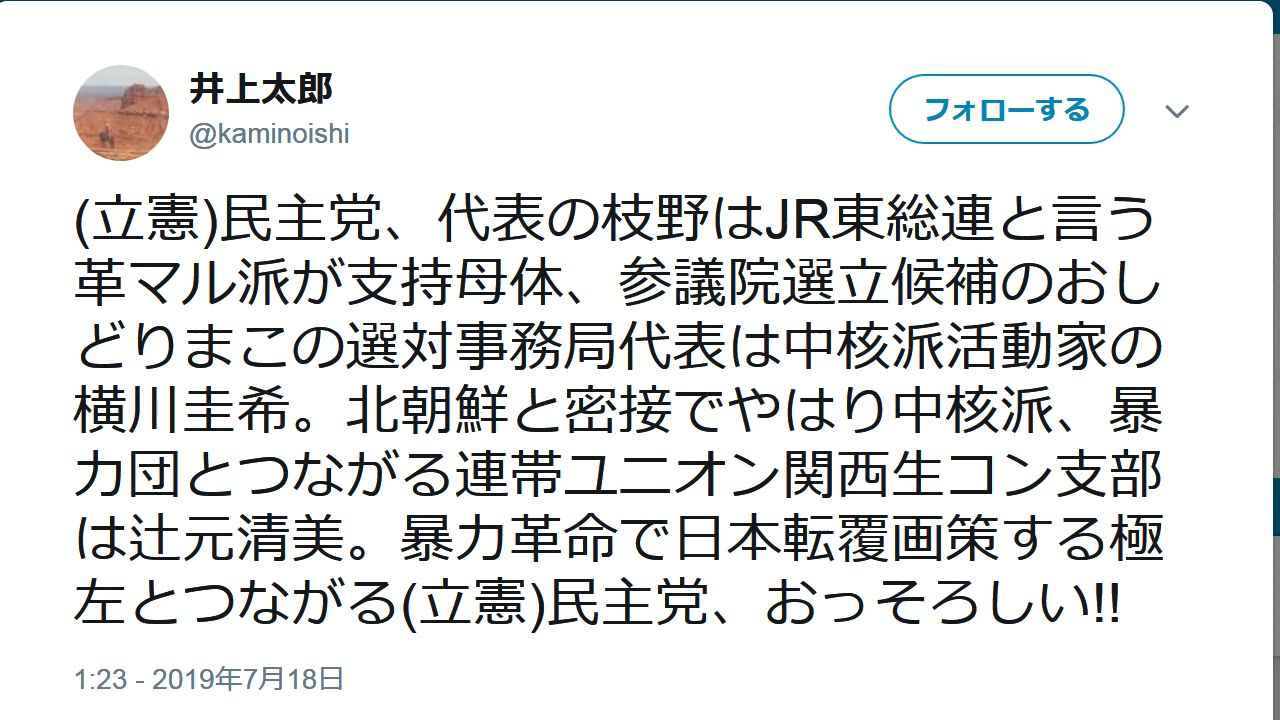 井上太郎
@kaminoishi
フォローする
(立憲)民主党、代表の枝野はJR東総連と言う
革マル派が支持母体、参議院選立候補のおし
どりまこの選対事務局代表は中核派活動家の
横川圭希。北朝鮮と密接でやはり中核派、暴
力団とつながる連帯ユニオン関西生コン支部
は辻元清美。暴力革命で日本転覆画策する極
左とつながる(立憲)民主党、おっそろしい!!
1:23 - 2019年7月18日